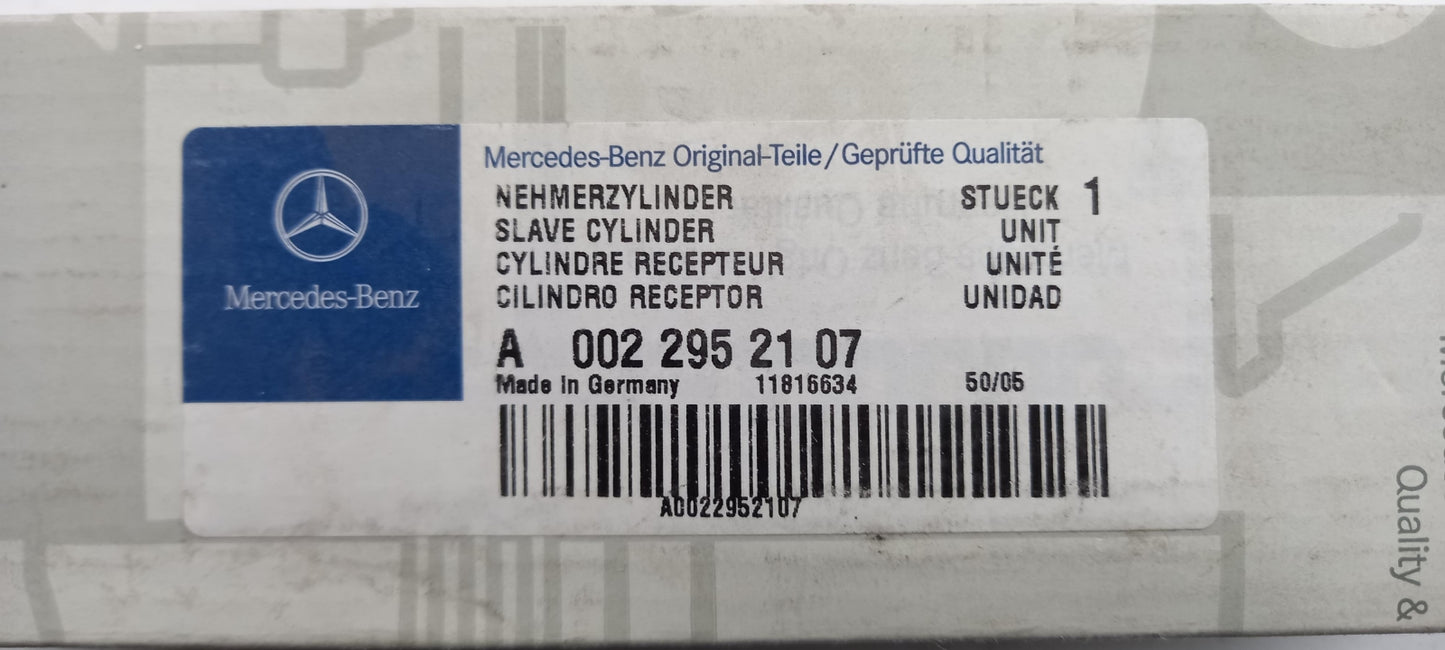 Mercedes-Benz
Mercedes-Benz Original-Teile/Geprüfte Qualität
NEHMERZYLINDER STUECK 1
SLAVE CYLINDER UNIT
CYLINDRE RECEPTEUR UNITÉ
CILINDRO RECEPTOR UNIDAD
A 002 295 21 07
Made in Germany 11816634 50/05
A0022952107
Quality &